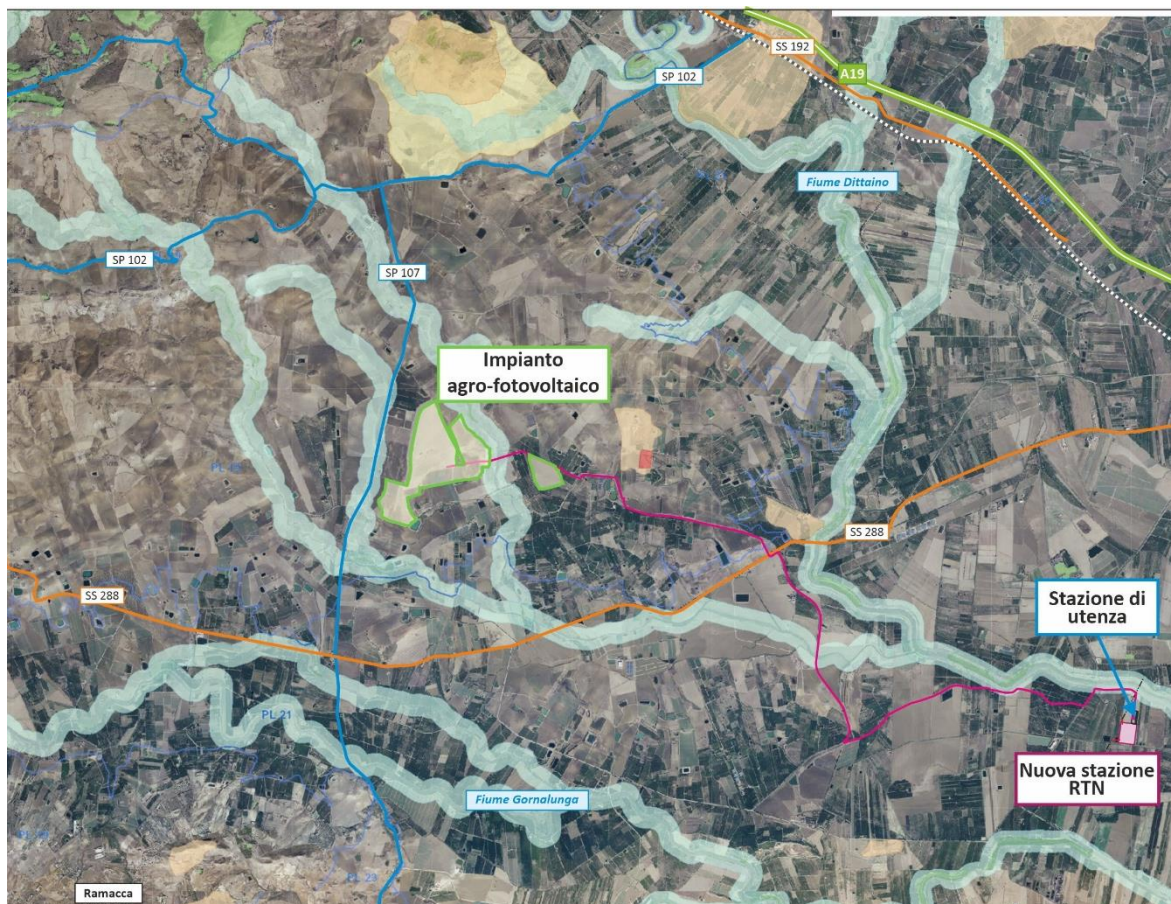 SS 192
A19
SP 102
Fiume Dittaino
SP 102
SP 107
Impianto
agro-fotovoltaico
SS 288
SS 288
Stazione di
utenza
PL 21
Nuova stazione
RTN
Fiume Gornalunga
Ramacca